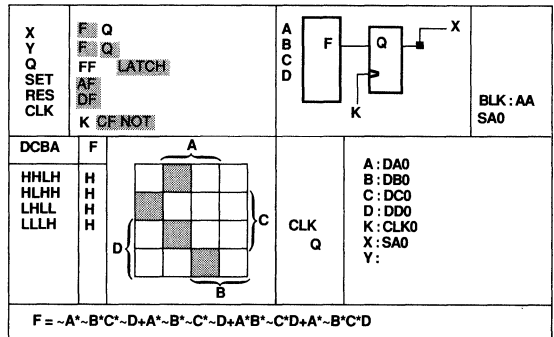 X F Q
Y F Q
Q FF LATCH
SET AF
RES DF
CLK K CF NOT
A
B
C
D
F
Q
X
K
BLK : AA
SA0
DCBA F
HHLH H
HLHH H
LHLL H
LLLH H
A
C
D
B
CLK
Q
A : DA0
B : DB0
C : DC0
D : DD0
K : CLK0
X : SA0
Y :
F = ~A*~B*C*~D+A*~B*~C*~D+A*B*~C*D+A*~B*C*D